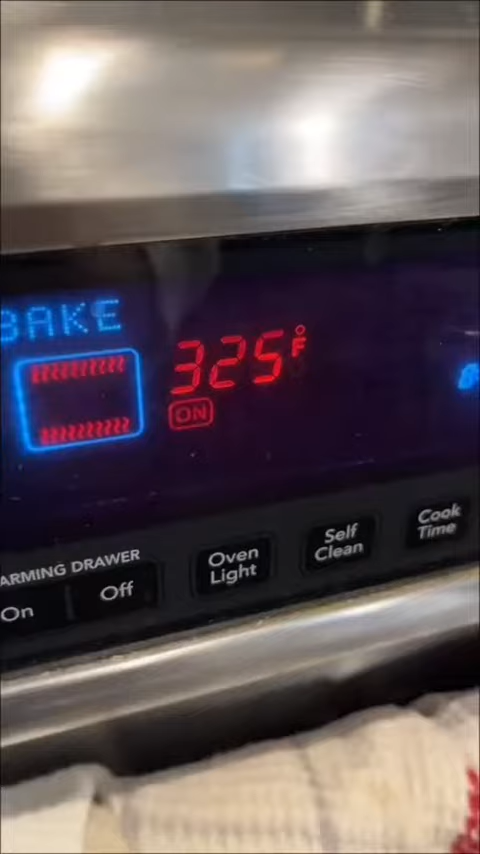 BAKE
325°F
ON
ARMING DRAWER
On
Off
Oven
Light
Self
Clean
Cook
Time